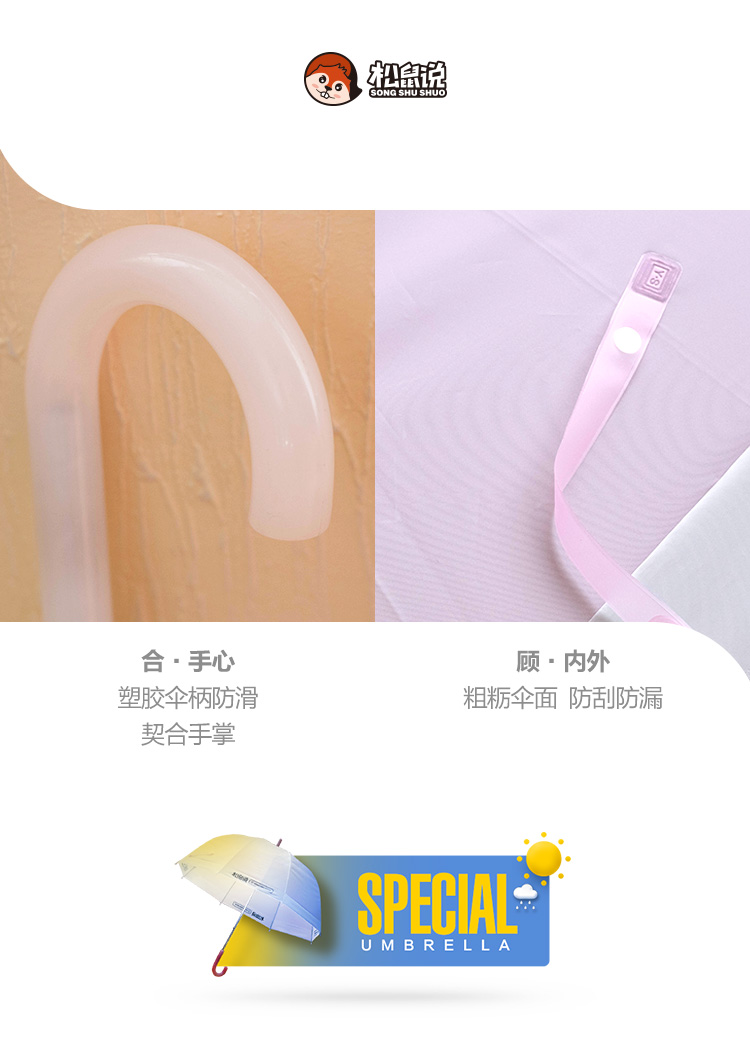 松鼠说
SONG SHU SHUO
合·手心
塑胶伞柄防滑
契合手掌
顾·内外
粗粝伞面 防刮防漏
SPECIAL
UMBRELLA